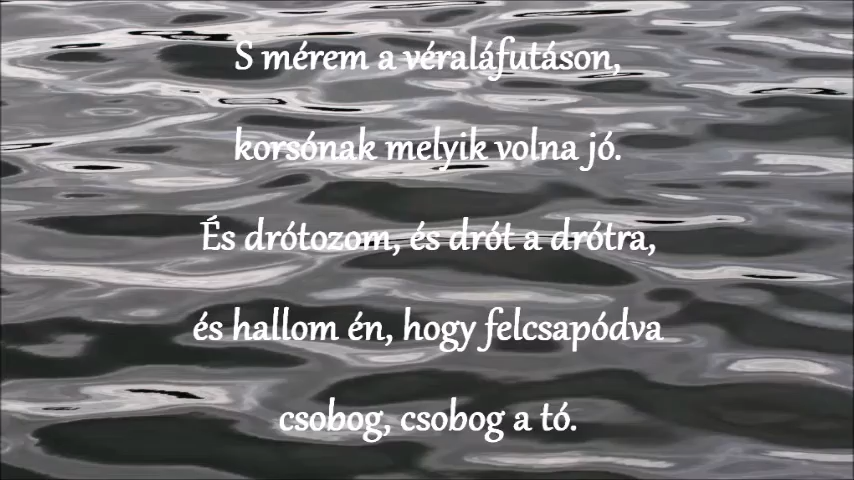 S mérem a véraláfutáson,
korsónak melyik volna jó.
És drótozom, és drót a drótra,
és hallom én, hogy felcsapódva
csobog, csobog a tó.